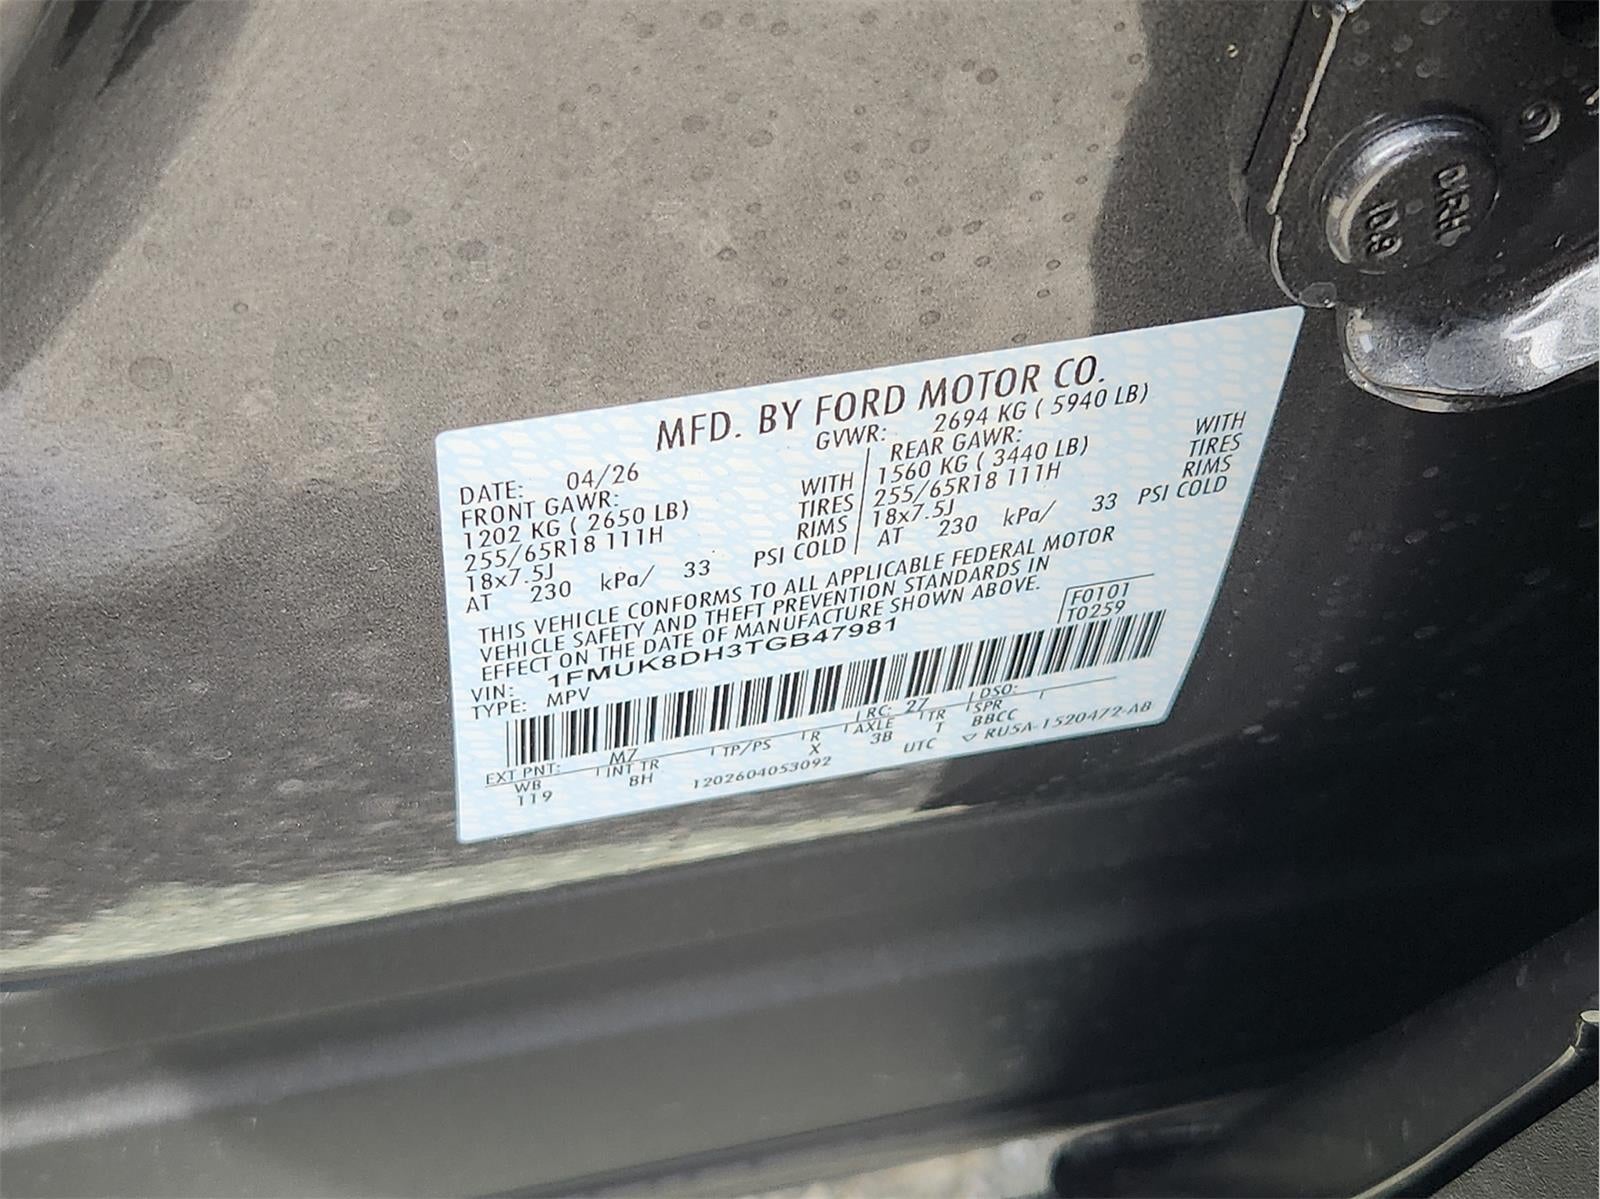 DIRH
10.9
MFD. BY FORD MOTOR CO.
DATE: 04/26 GVWR: 2694 KG ( 5940 LB)
FRONT GAWR: REAR GAWR:
1202 KG ( 2650 LB) WITH 1560 KG ( 3440 LB) WITH
255/65R18 111H TIRES 255/65R18 111H TIRES
18x7.5J RIMS 18x7.5J RIMS
AT 230 kPa/ 33 PSI COLD AT 230 kPa/ 33 PSI COLD
THIS VEHICLE CONFORMS TO ALL APPLICABLE FEDERAL MOTOR
VEHICLE SAFETY AND THEFT PREVENTION STANDARDS IN
EFFECT ON THE DATE OF MANUFACTURE SHOWN ABOVE.
F0101
T0259
VIN: 1FMUK8DH3TGB47981
TYPE: MPV
EXT PNT: M7 RC: 27 DSO:
WB INT TR TP/PS R AXLE TR SPR
119 BH X 3B T BBCC
1202604053092 UTC ▽ RU5A-1520472-AB